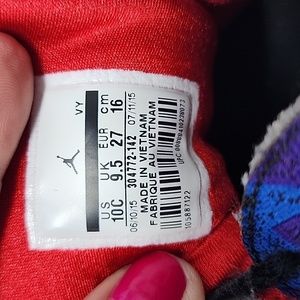 VY
US UK EUR cm
10C 9.5 27 16
304772-142
06/10/15 07/11/15
MADE IN VIETNAM
FABRIQUE AU VIETNAM